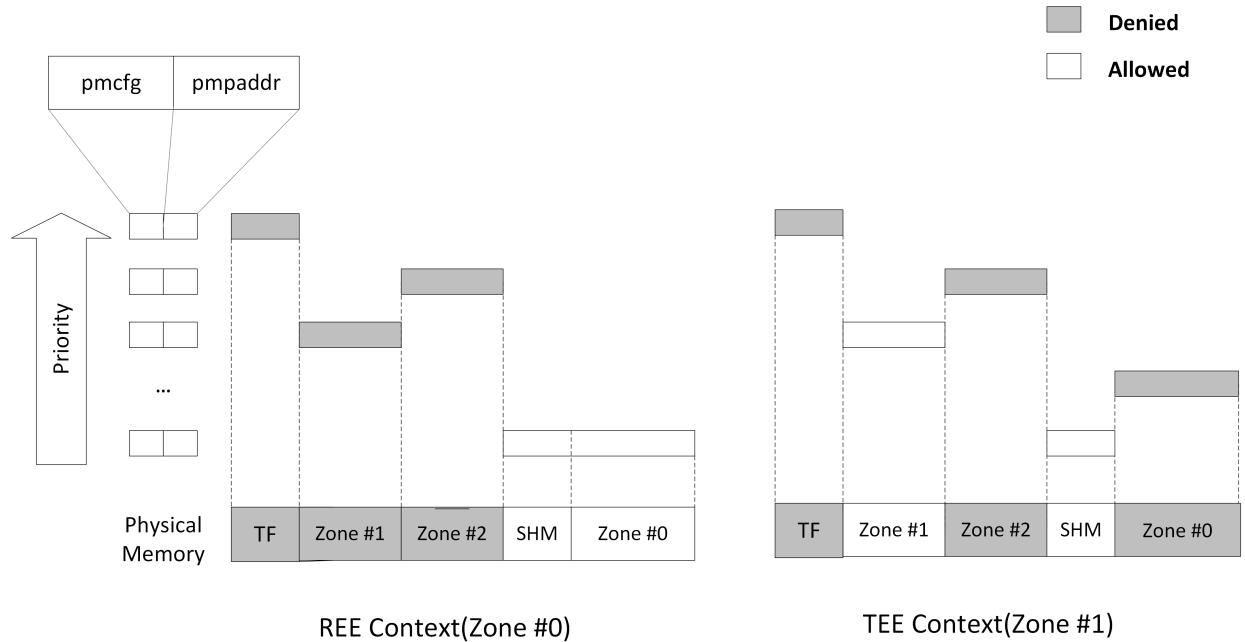 Denied
Allowed
pmcfg pmpaddr
Priority
...
Physical
Memory
TF Zone #1 Zone #2 SHM Zone #0
TF Zone #1 Zone #2 SHM Zone #0
REE Context(Zone #0)
TEE Context(Zone #1)